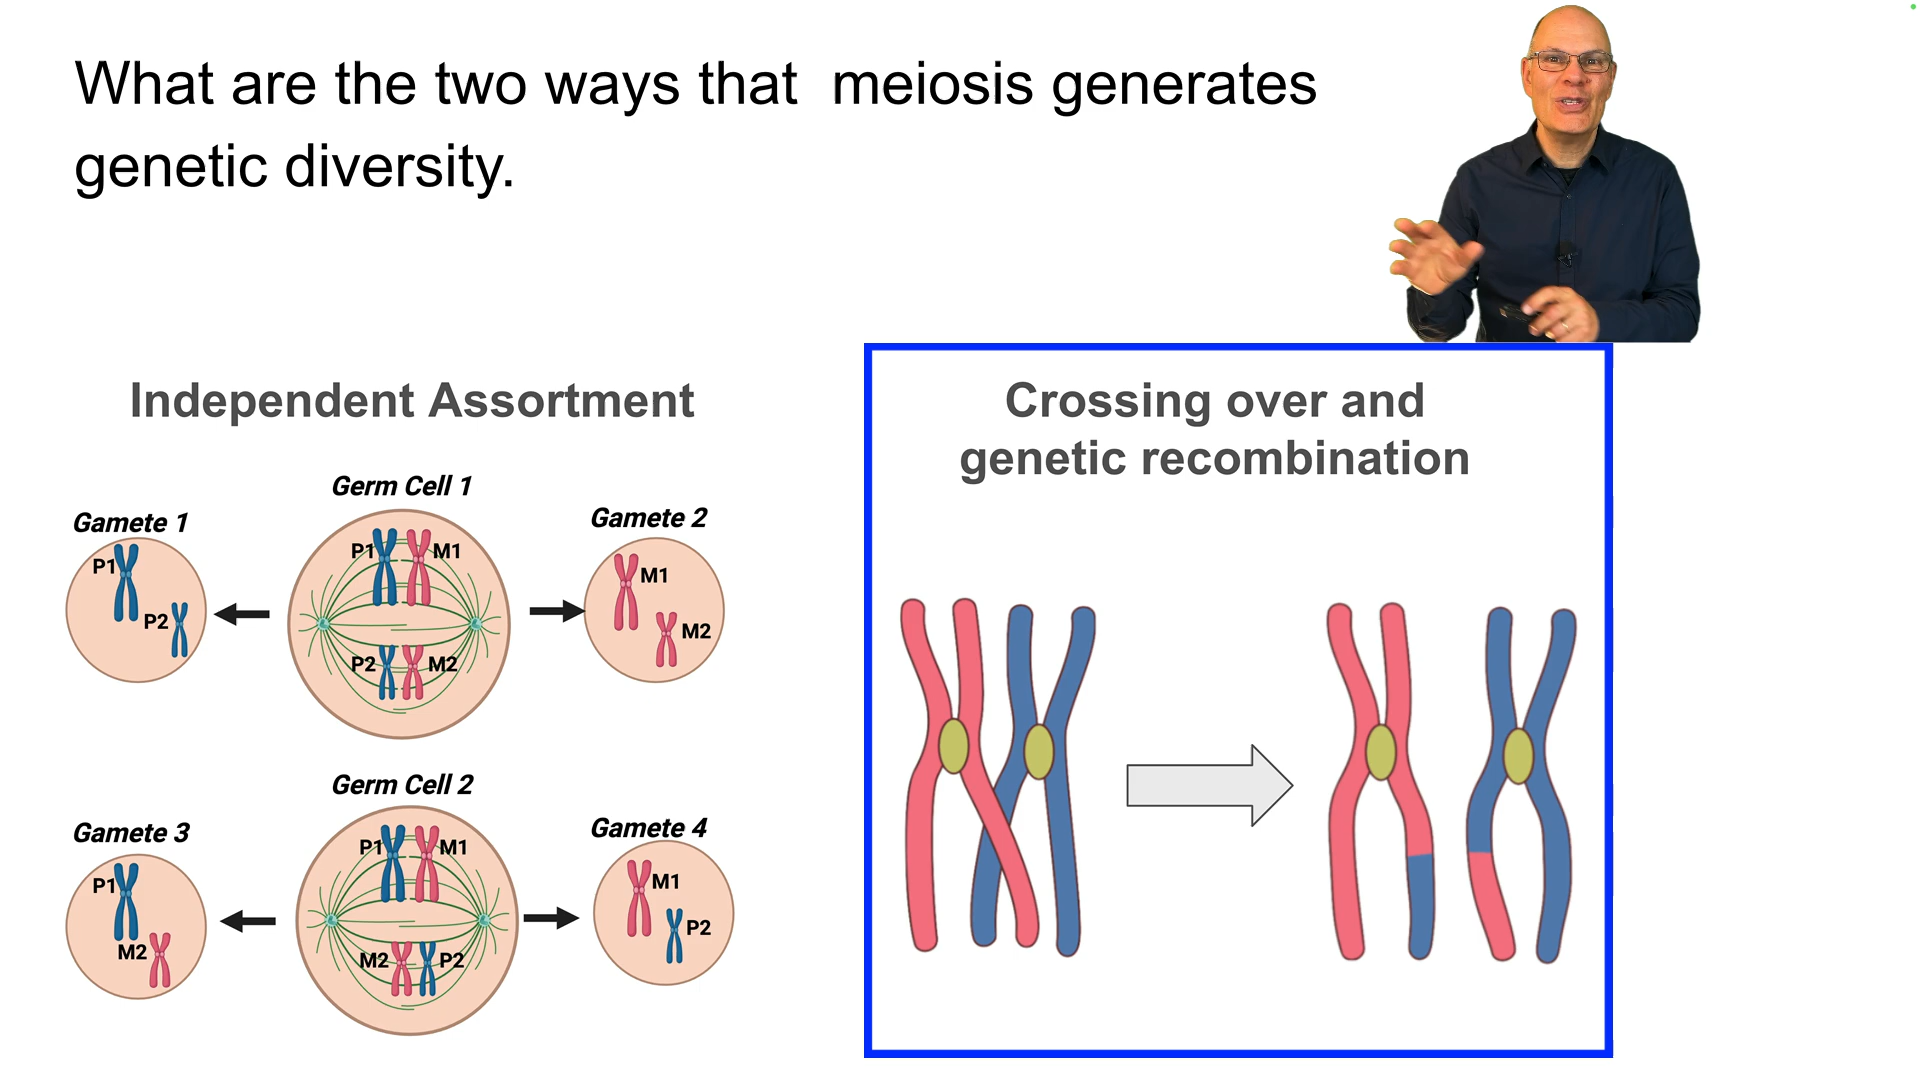 What are the two ways that  meiosis generates
genetic diversity.
Independent Assortment
Germ Cell 1
Gamete 1
Gamete 2
P1
P2
P1
M1
P2
M2
M1
M2
Germ Cell 2
Gamete 3
Gamete 4
P1
M2
P1
M1
M2
P2
M1
P2
Crossing over and
genetic recombination